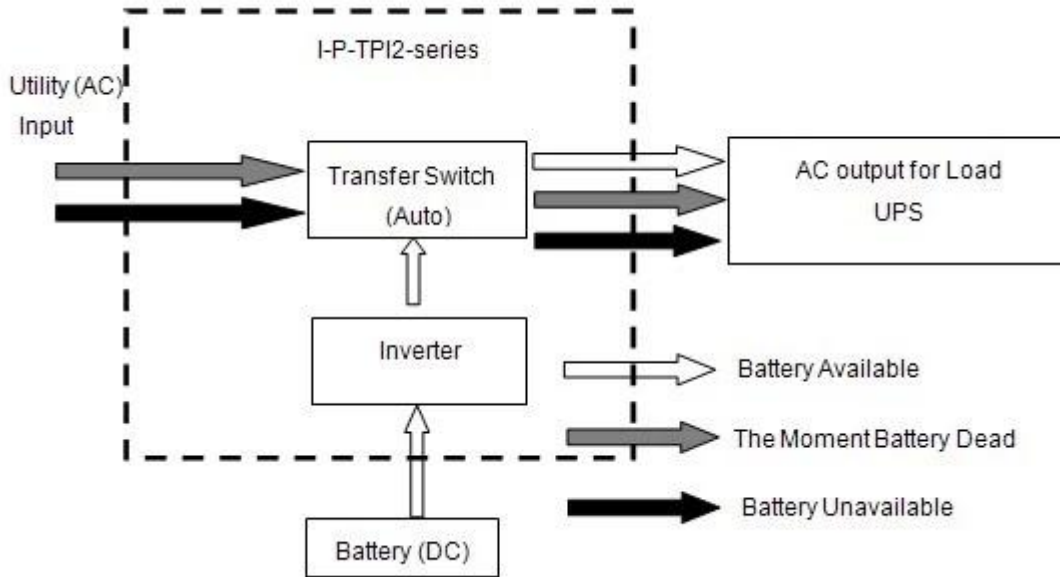 I-P-TPI2-series
Utility (AC)
Input
Transfer Switch
(Auto)
AC output for Load
UPS
Inverter
Battery Available
The Moment Battery Dead
Battery Unavailable
Battery (DC)